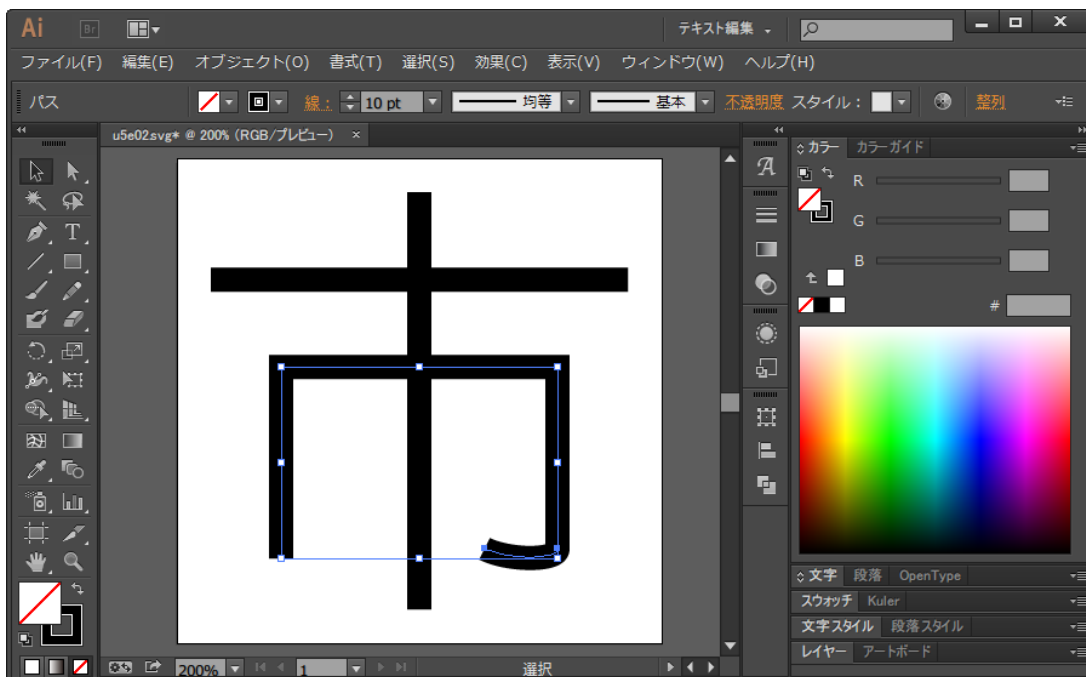 Ai Br テキスト編集
ファイル(F) 編集(E) オブジェクト(O) 書式(T) 選択(S) 効果(C) 表示(V) ウィンドウ(W) ヘルプ(H)
パス 線: 10 pt 均等 基本 不透明度 スタイル: 整列
u5e02.svg* @ 200% (RGB/プレビュー) ×
カラー カラーガイド
R
G
B
#
市
文字 段落 OpenType
スウォッチ Kuler
文字スタイル 段落スタイル
レイヤー アートボード
200% 1 選択